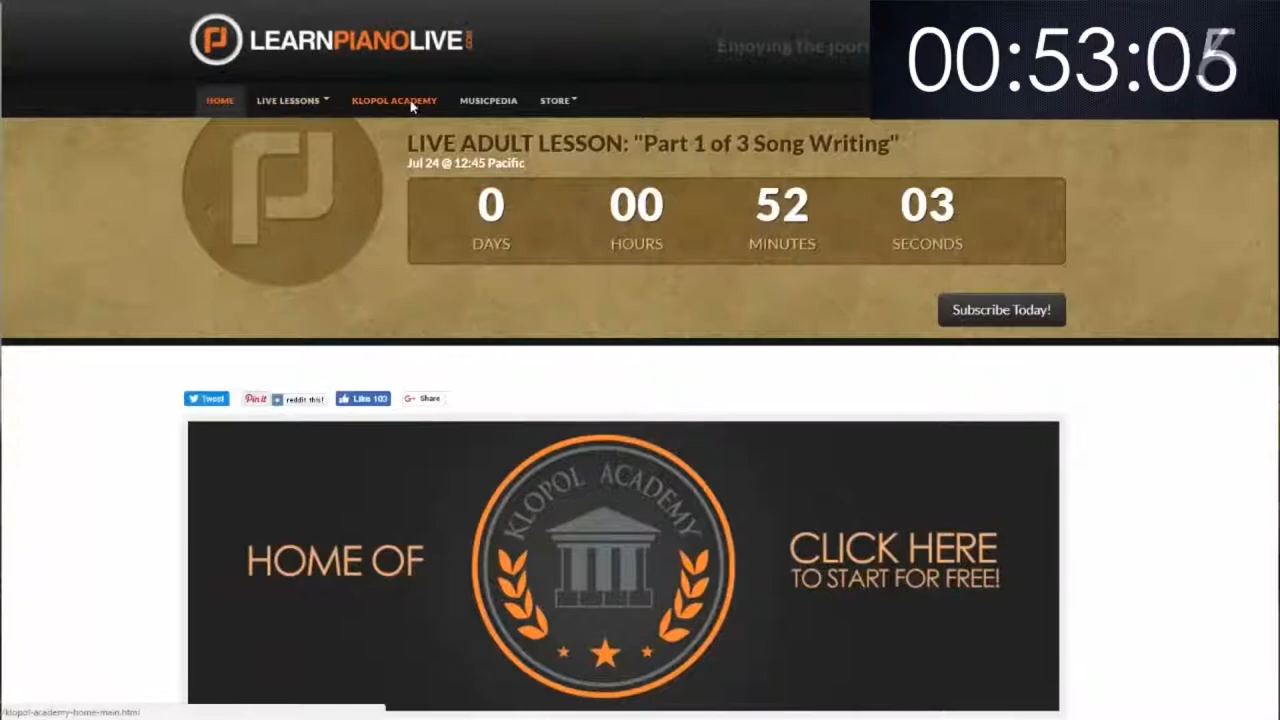 LEARNPIANOLIVE.COM
Enjoying the jour
00:53:0
HOME
LIVE LESSONS
KLOPOL ACADEMY
MUSICPEDIA
STORE
LIVE ADULT LESSON: "Part 1 of 3 Song Writing"
Jul 24 @ 12:45 Pacific
0 00 52 03
DAYS HOURS MINUTES SECONDS
Subscribe Today!
Tweet
Pin it
reddit this!
Like 103
G+ Share
KLOPOL ACADEMY
HOME OF
CLICK HERE
TO START FOR FREE!
/klopol-academy-home-main.html